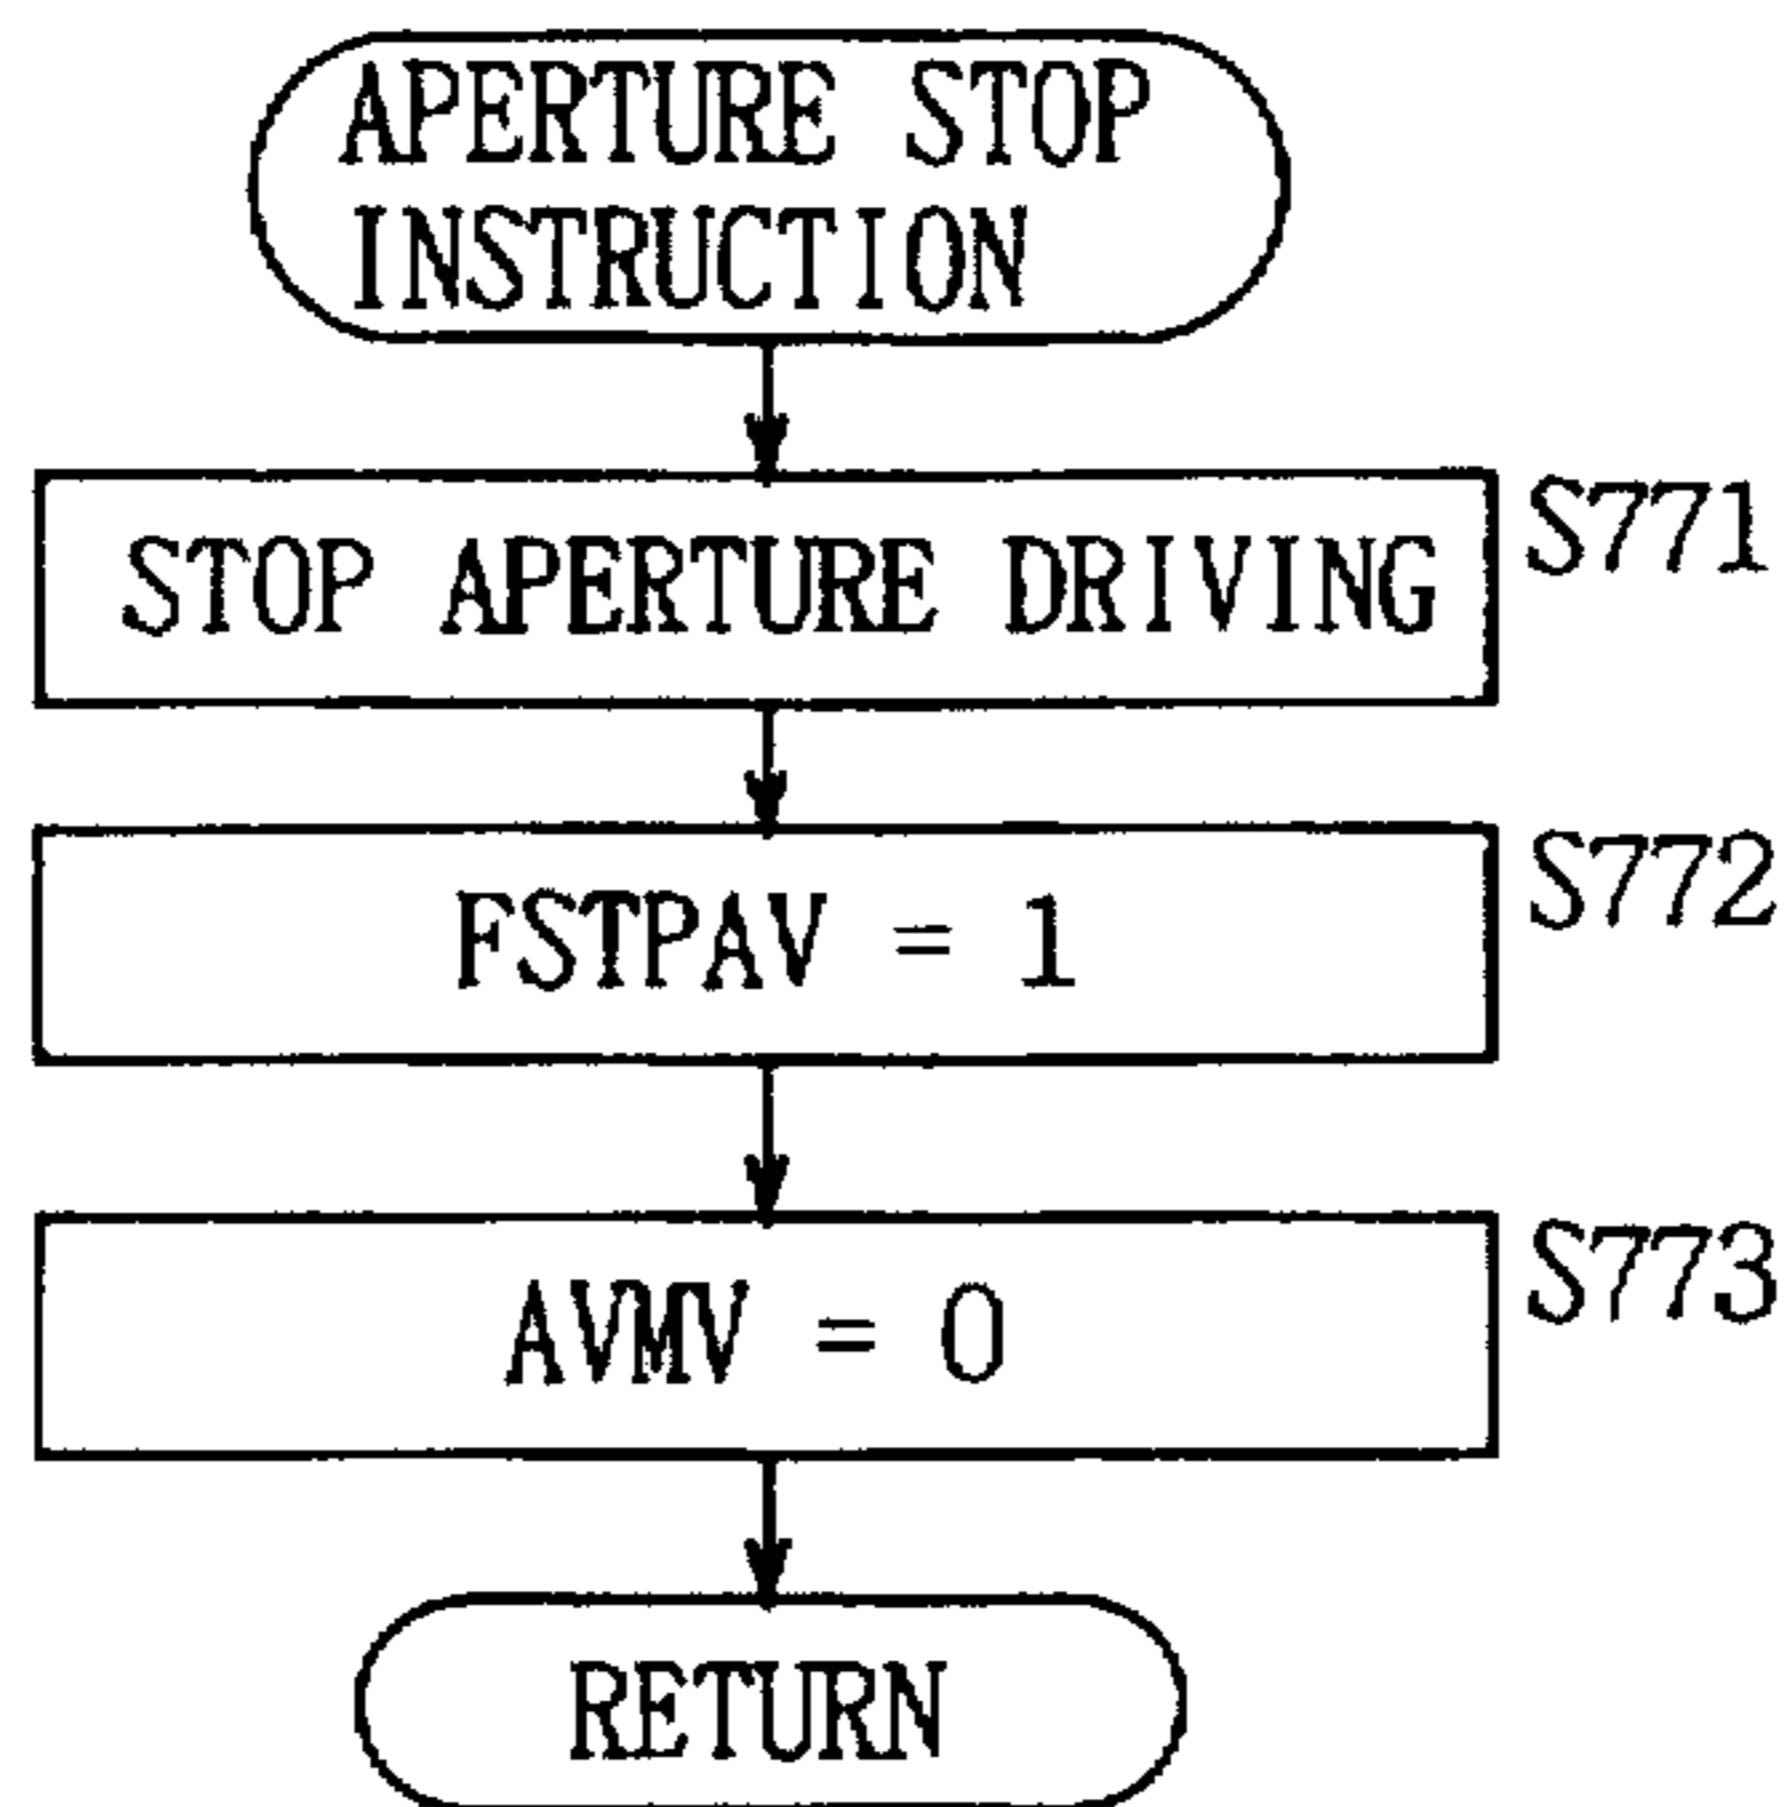 APERTURE STOP
INSTRUCTION
STOP APERTURE DRIVING
S771
FSTPAV = 1
S772
AVMV = 0
S773
RETURN